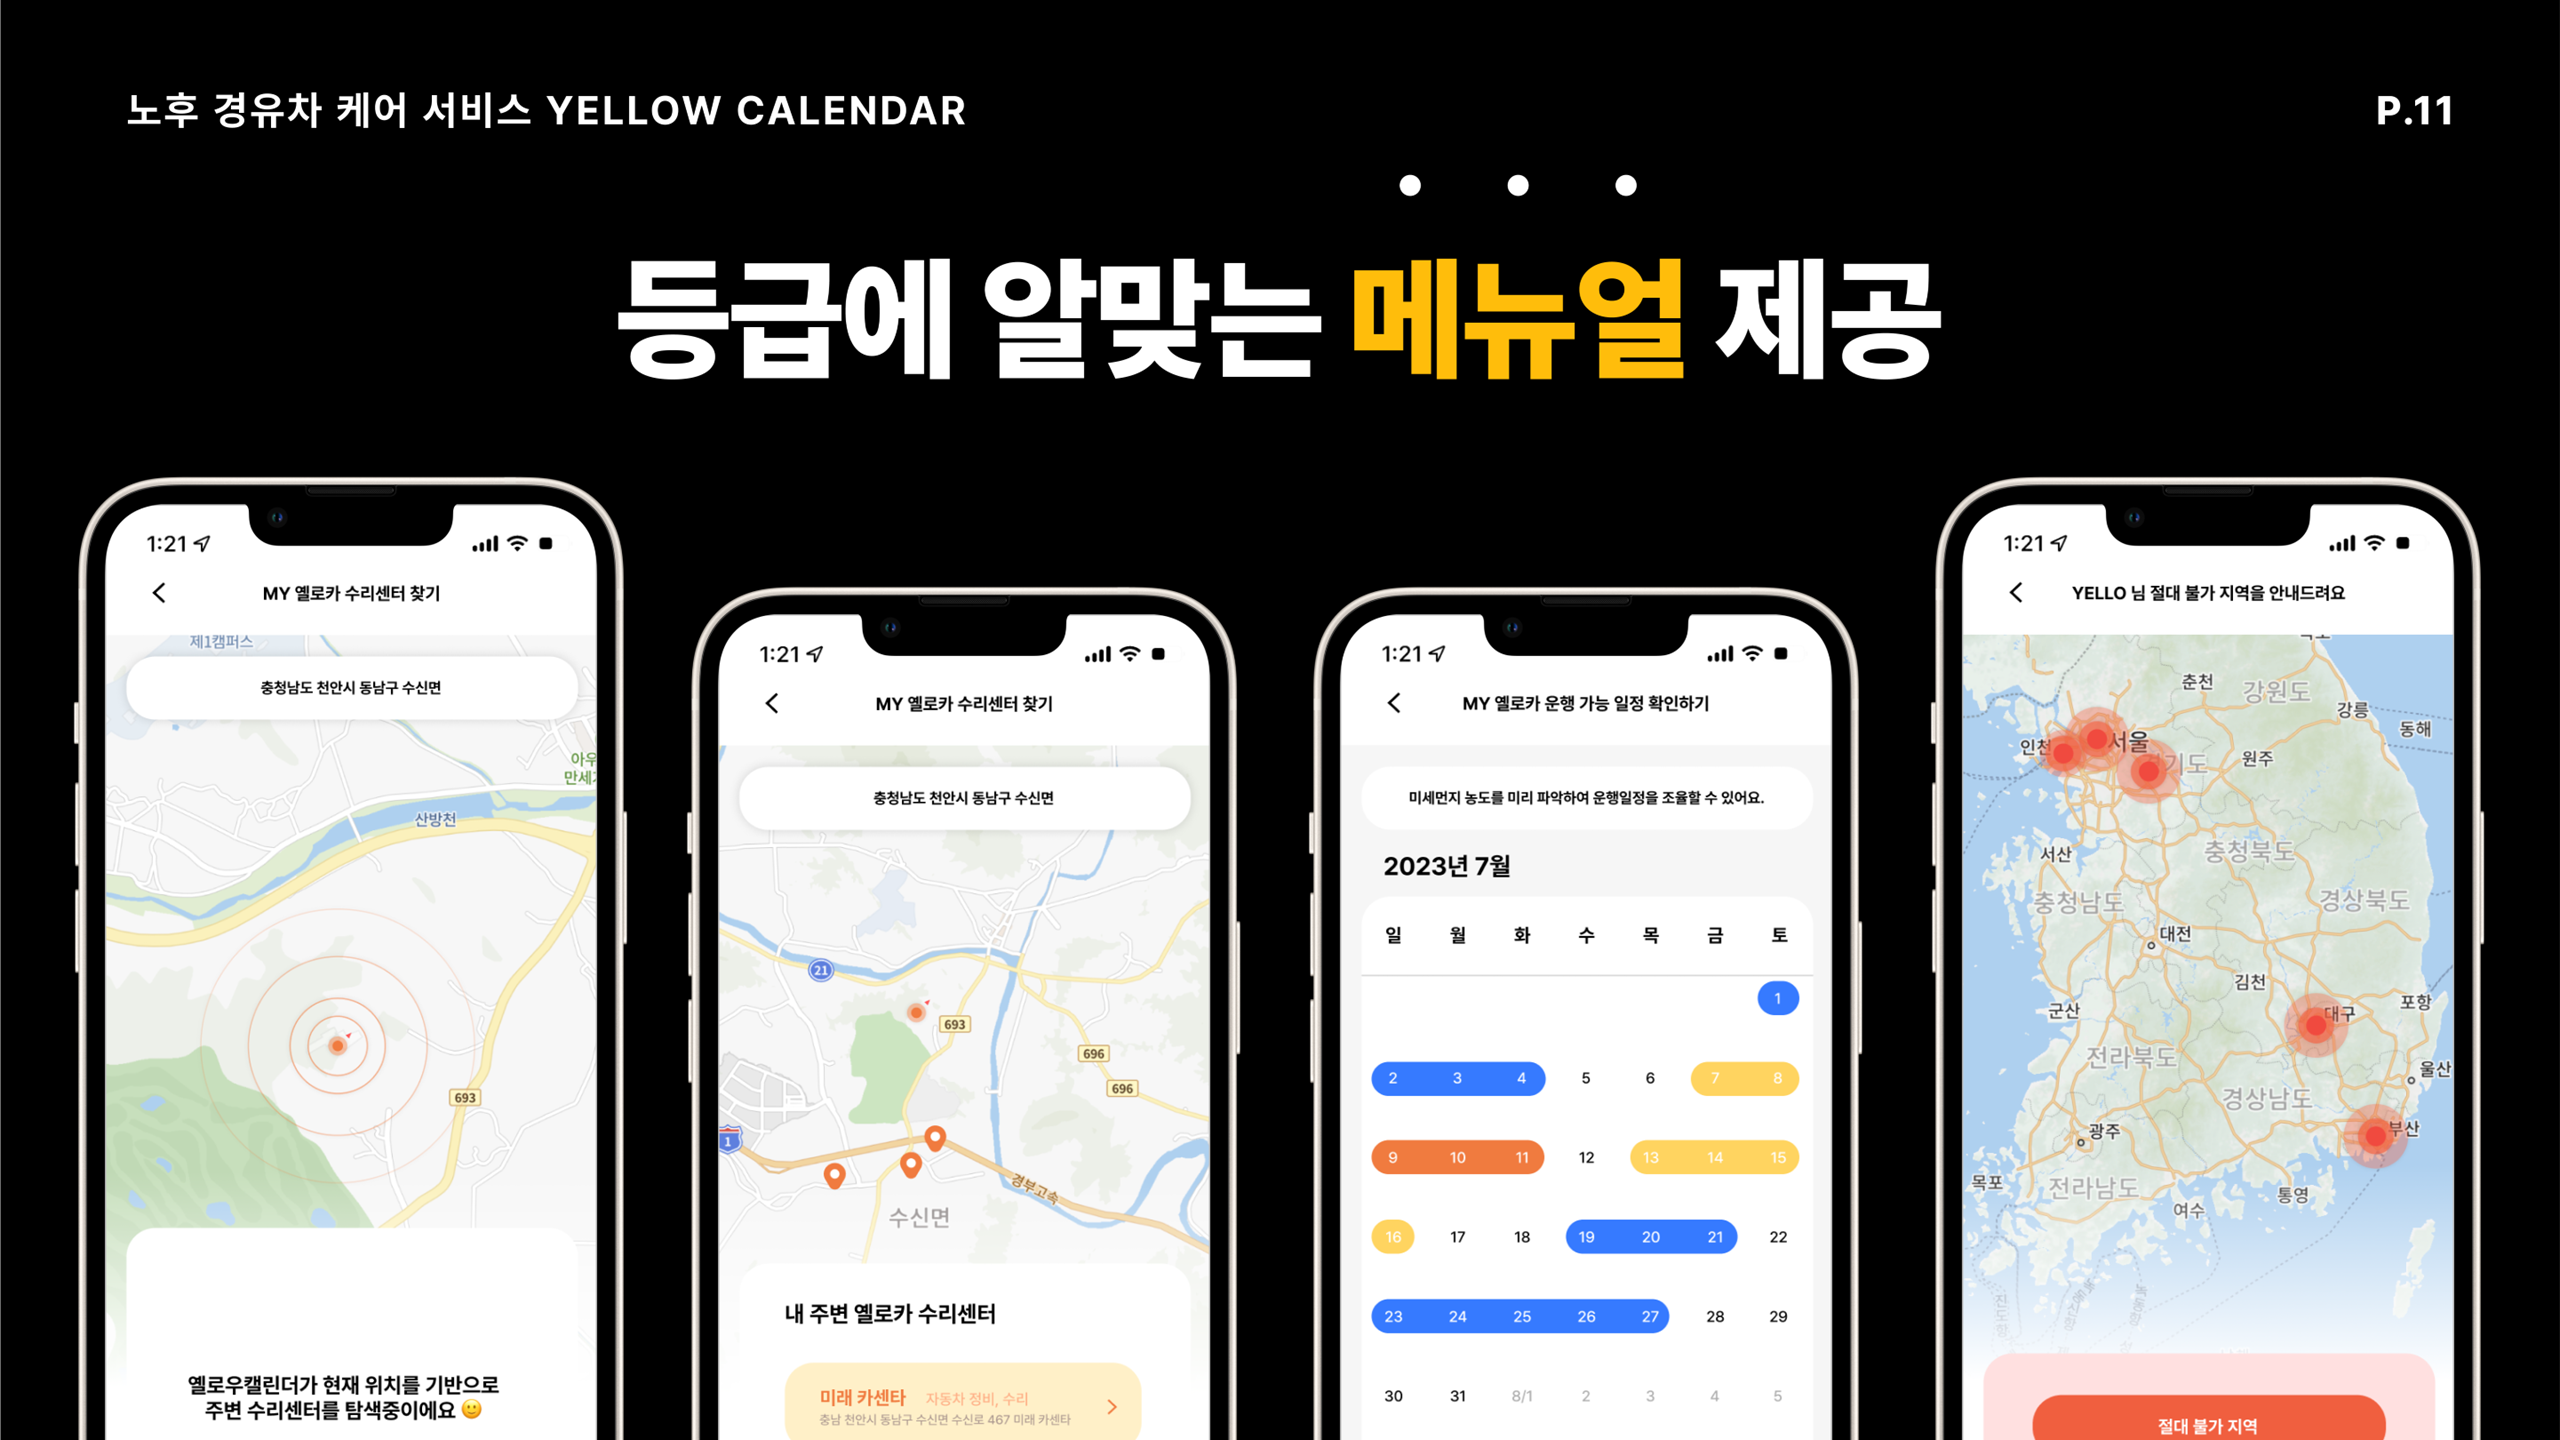 노후 경유차 케어 서비스 YELLOW CALENDAR
P.11
등급에 알맞는 메뉴얼 제공
1:21
MY 옐로카 수리센터 찾기
제1캠퍼스
충청남도 천안시 동남구 수신면
아우
만세
산방천
693
옐로우캘린더가 현재 위치를 기반으로
주변 수리센터를 탐색중이에요
1:21
MY 옐로카 수리센터 찾기
충청남도 천안시 동남구 수신면
21
693
696
696
1
경부고속
수신면
내 주변 옐로카 수리센터
미래 카센타 자동차 정비, 수리
충남 천안시 동남구 수신면 수신로 467 미래 카센타
1:21
MY 옐로카 운행 가능 일정 확인하기
미세먼지 농도를 미리 파악하여 운행일정을 조율할 수 있어요.
2023년 7월
일 월 화 수 목 금 토
1
2 3 4 5 6 7 8
9 10 11 12 13 14 15
16 17 18 19 20 21 22
23 24 25 26 27 28 29
30 31 8/1 2 3 4 5
1:21
YELLO 님 절대 불가 지역을 안내드려요
춘천
강원도
강릉
동해
인천
서울
기도
원주
서산
충청북도
충청남도
경상북도
대전
김천
군산
대구
포항
전라북도
울산
경상남도
광주
부산
목포
전라남도
통영
여수
절대 불가 지역